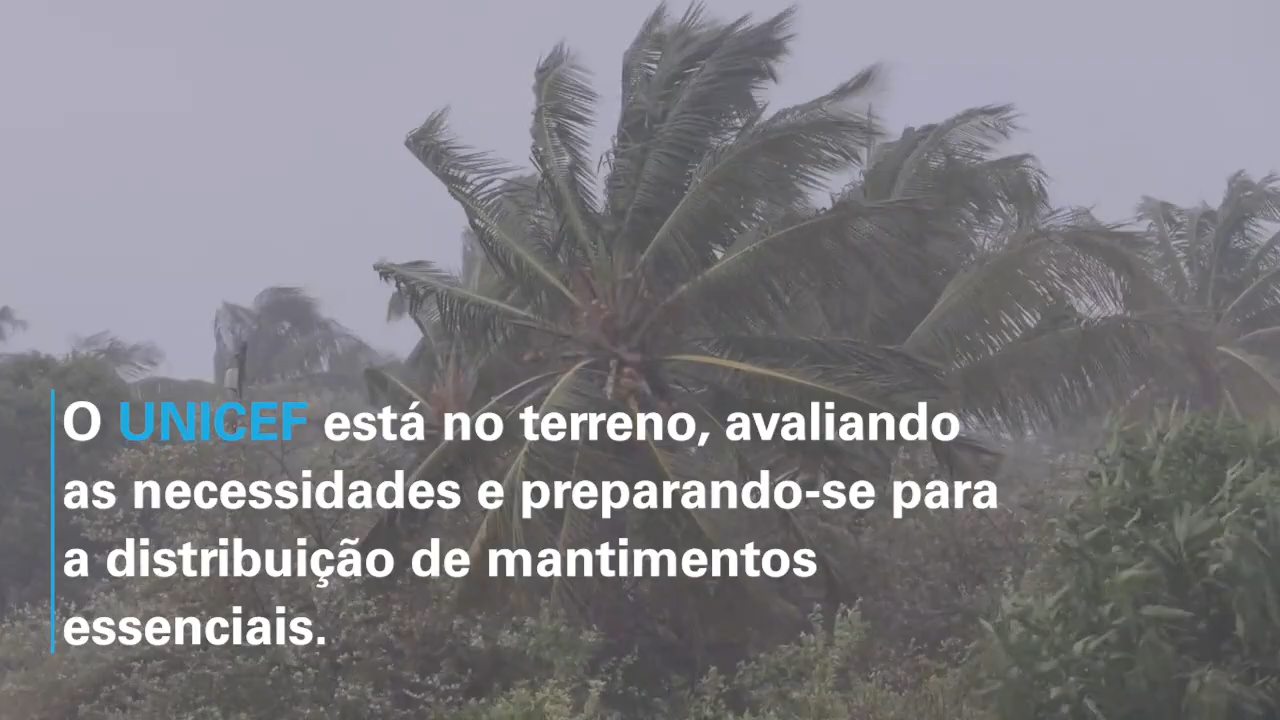 O UNICEF está no terreno, avaliando
as necessidades e preparando-se para
a distribuição de mantimentos
essenciais.